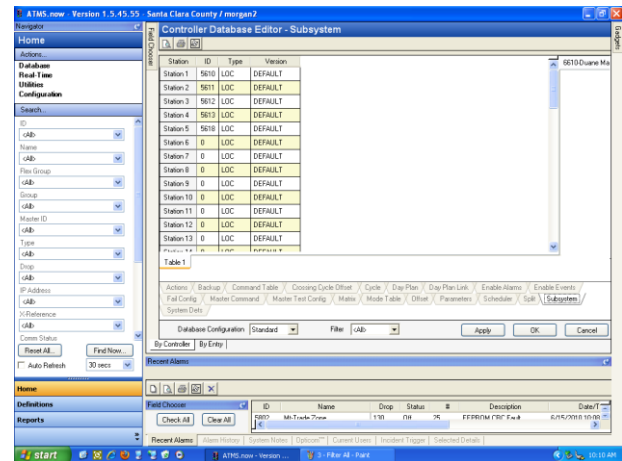 ATMS.now - Version 1.5.45.55 - Santa Clara County / morgan7
Navigator
Home
Actions...
Database
Real-Time
Utilities
Configuration
Search...
ID
<All>
Name
<All>
Flex Group
<All>
Group
<All>
Master ID
<All>
Type
<All>
Drop
<All>
IP Address
<All>
X-Reference
<All>
Comm Status
Reset All...
Find Now...
Auto Refresh
30 secs
Home
Definitions
Reports
Field Chooser
Controller Database Editor - Subsystem
Gadgets
Station ID Type Version
Station 1 5610 LOC DEFAULT
Station 2 5611 LOC DEFAULT
Station 3 5612 LOC DEFAULT
Station 4 5613 LOC DEFAULT
Station 5 5618 LOC DEFAULT
Station 6 0 LOC DEFAULT
Station 7 0 LOC DEFAULT
Station 8 0 LOC DEFAULT
Station 9 0 LOC DEFAULT
Station 10 0 LOC DEFAULT
Station 11 0 LOC DEFAULT
Station 12 0 LOC DEFAULT
Station 13 0 LOC DEFAULT
6610-Duane Ma
Table 1
Actions Backup Command Table Crossing Cycle Offset Cycle Day Plan Day Plan Link Enable Alarms Enable Events
Fail Config Master Command Master Test Config Matrix Mode Table Offset Parameters Scheduler Split Subsystem
System Dets
Database Configuration Standard Filter <All> Apply OK Cancel
By Controller By Entry
Recent Alarms
Field Chooser
Check All Clear All
ID Name Drop Status # Description Date/T
5802 Mt-Trade Zone 130 Off 25 EEPROM CRC Fault 6/15/2010 10:08
Recent Alarms Alarm History System Notes Opticom™ Current Users Incident Trigger Selected Details
start
ATMS.now - Version ...
3 - Filter All - Paint
10:10 AM